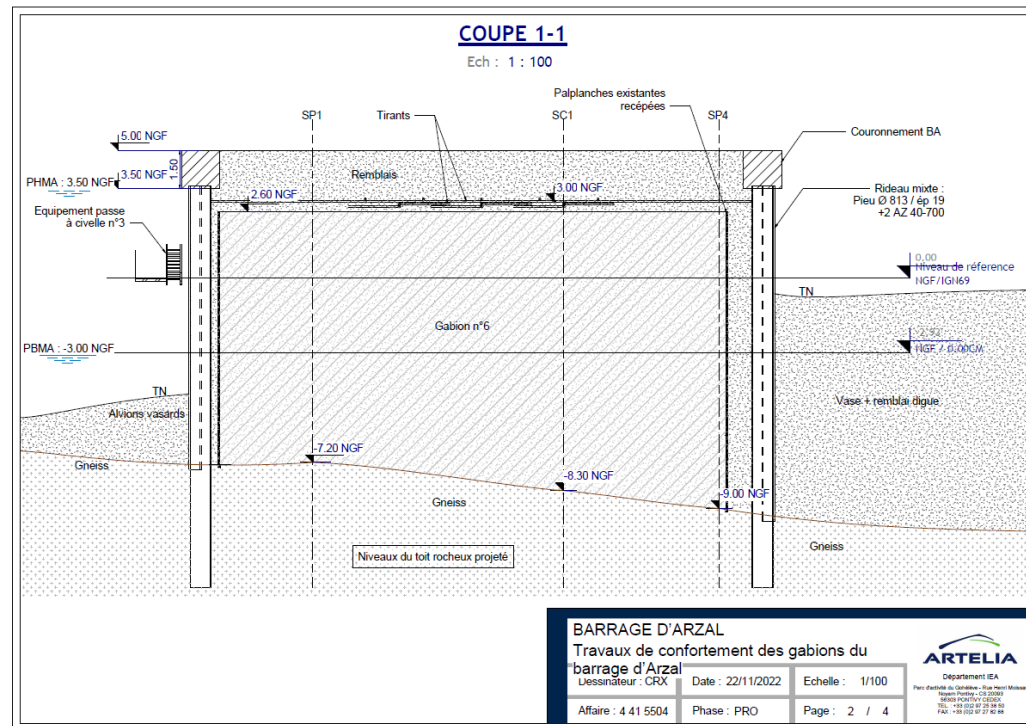 COUPE 1-1
Ech : 1 : 100
Palplanches existantes
recépées
SP1
Tirants
SC1
SP4
5.00 NGF
Couronnement BA
1.50
3.50 NGF
PHMA : 3.50 NGF
Remblais
2.60 NGF
3.00 NGF
Rideau mixte :
Pieu Ø 813 / ép 19
+2 AZ 40-700
Equipement passe
à civelle n°3
0,00
Niveau de réference
NGF/IGN69
TN
Gabion n°6
PBMA : -3.00 NGF
NGF / 0.00CM
TN
Alvions vasards
Vase + remblai digue
-7.20 NGF
Gneiss
-8.30 NGF
-9.00 NGF
Gneiss
Gneiss
Niveaux du toit rocheux projeté
BARRAGE D'ARZAL
Travaux de confortement des gabions du
barrage d'Arzal
Dessinateur : CRX
Date : 22/11/2022
Echelle : 1/100
Affaire : 4 41 5504
Phase : PRO
Page : 2 / 4
ARTELIA
Département IEA